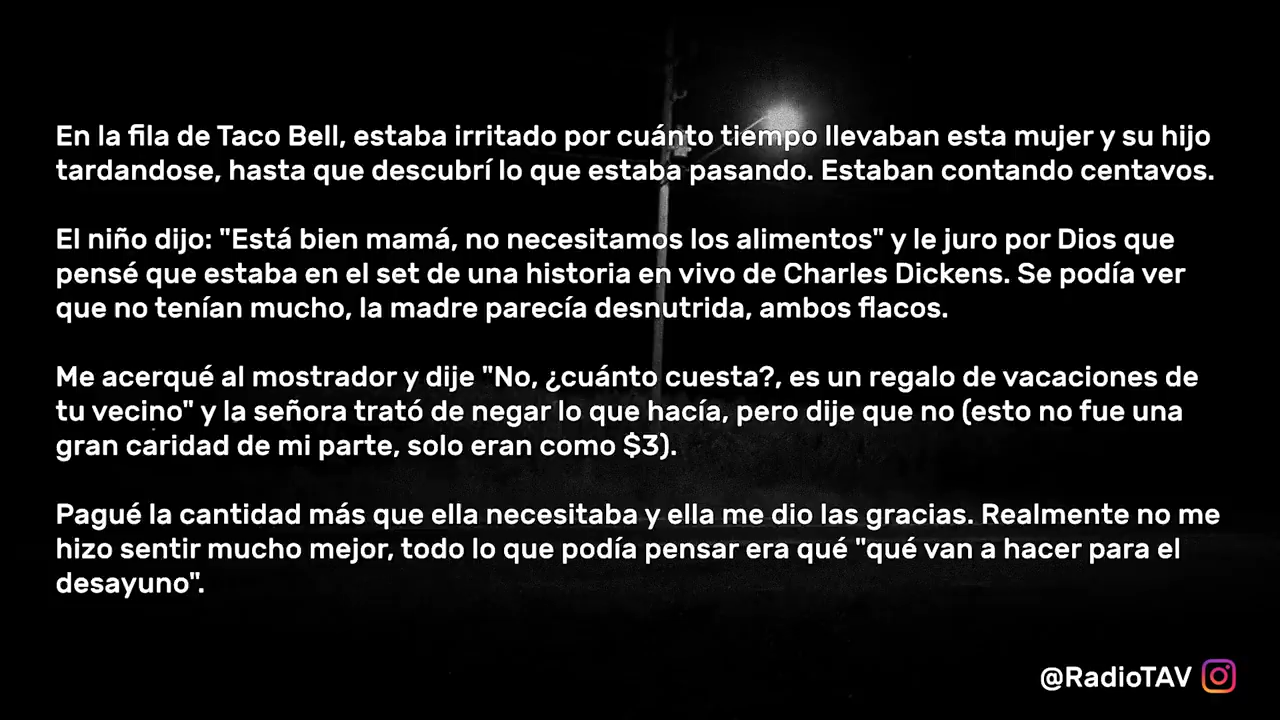 En la fila de Taco Bell, estaba irritado por cuánto tiempo llevaban esta mujer y su hijo
tardandose, hasta que descubrí lo que estaba pasando. Estaban contando centavos.
El niño dijo: "Está bien mamá, no necesitamos los alimentos" y le juro por Dios que
pensé que estaba en el set de una historia en vivo de Charles Dickens. Se podía ver
que no tenían mucho, la madre parecía desnutrida, ambos flacos.
Me acerqué al mostrador y dije "No, ¿cuánto cuesta?, es un regalo de vacaciones de
tu vecino" y la señora trató de negar lo que hacía, pero dije que no (esto no fue una
gran caridad de mi parte, solo eran como $3).
Pagué la cantidad más que ella necesitaba y ella me dio las gracias. Realmente no me
hizo sentir mucho mejor, todo lo que podía pensar era qué "qué van a hacer para el
desayuno".
@RadioTAV